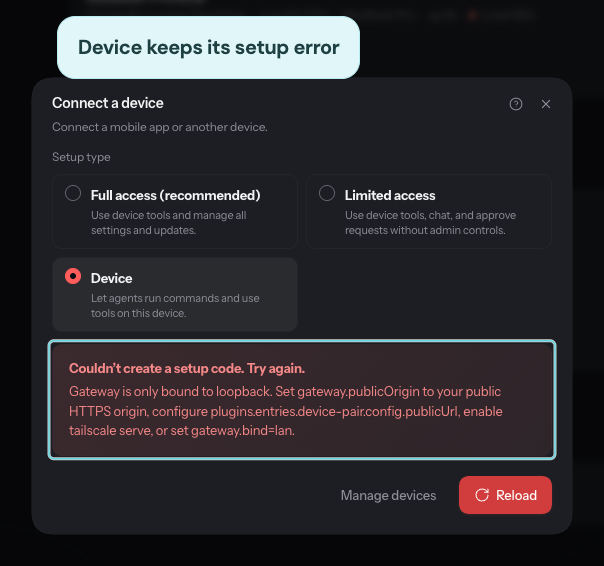 Device keeps its setup error
Connect a device
Connect a mobile app or another device.
Setup type
Full access (recommended)
Use device tools and manage all
settings and updates.
Limited access
Use device tools, chat, and approve
requests without admin controls.
Device
Let agents run commands and use
tools on this device.
Couldn't create a setup code. Try again.
Gateway is only bound to loopback. Set gateway.publicOrigin to your public
HTTPS origin, configure plugins.entries.device-pair.config.publicUrl, enable
tailscale serve, or set gateway.bind=lan.
Manage devices
Reload